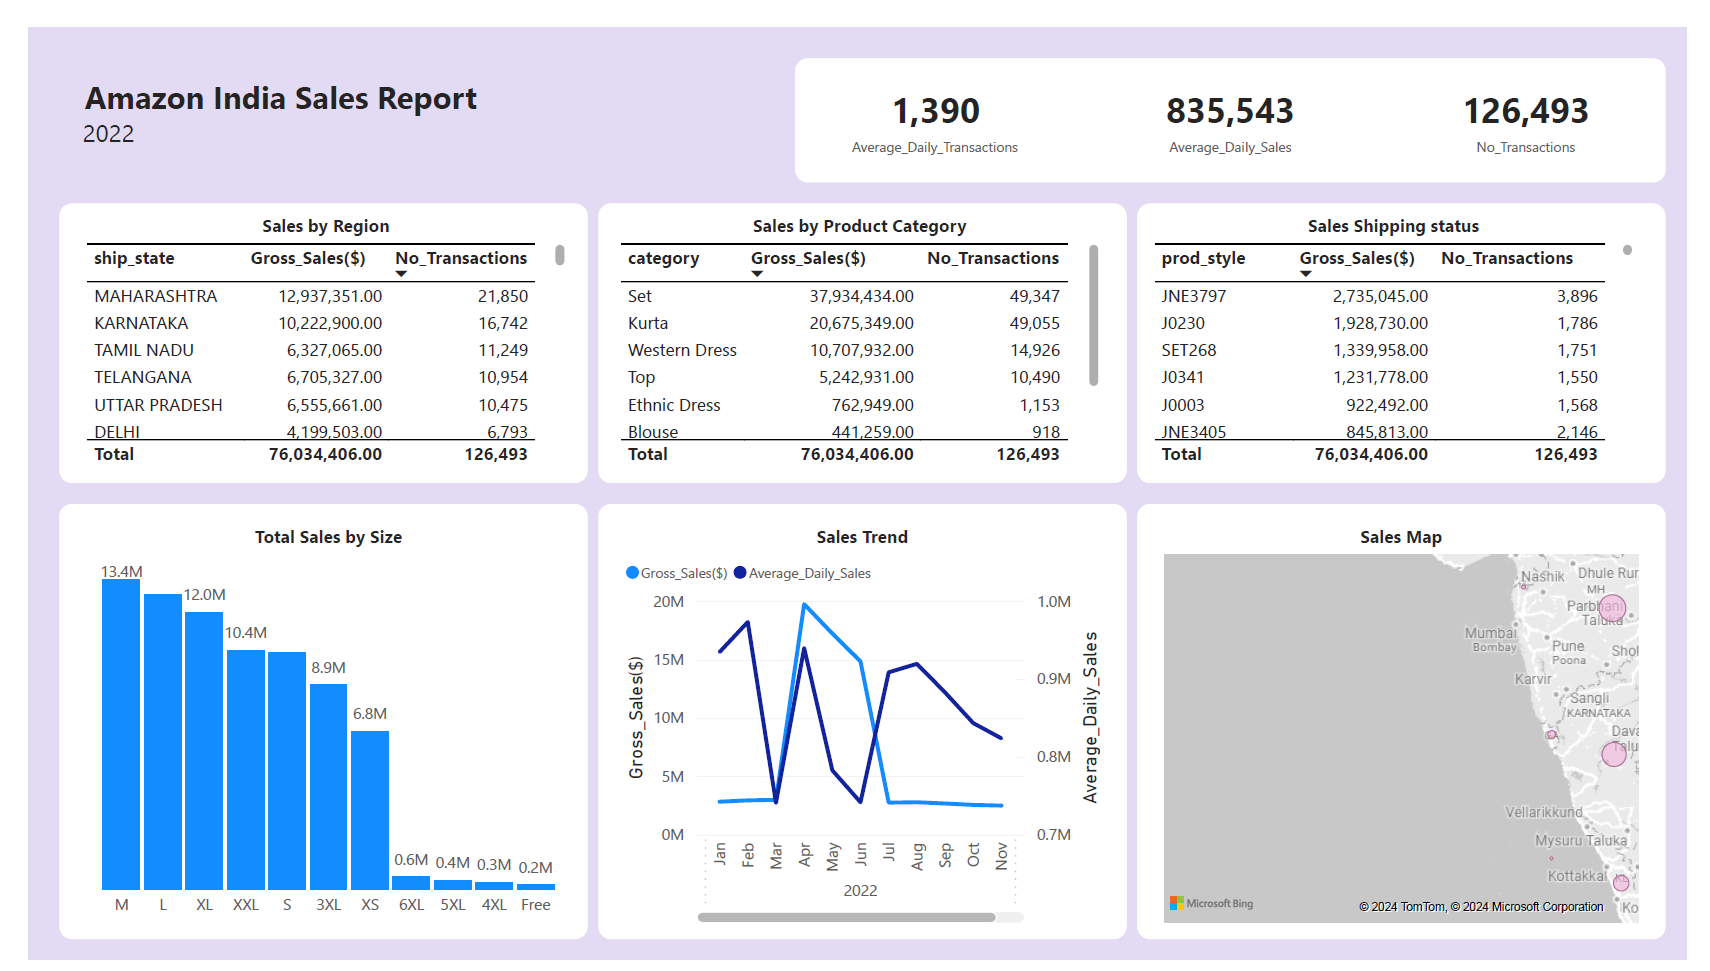 Amazon India Sales Report
2022
1,390
Average_Daily_Transactions
835,543
Average_Daily_Sales
126,493
No_Transactions
Sales by Region
ship_state Gross_Sales($) No_Transactions
MAHARASHTRA 12,937,351.00 21,850
KARNATAKA 10,222,900.00 16,742
TAMIL NADU 6,327,065.00 11,249
TELANGANA 6,705,327.00 10,954
UTTAR PRADESH 6,555,661.00 10,475
DELHI 4,199,503.00 6,793
Total 76,034,406.00 126,493
Sales by Product Category
category Gross_Sales($) No_Transactions
Set 37,934,434.00 49,347
Kurta 20,675,349.00 49,055
Western Dress 10,707,932.00 14,926
Top 5,242,931.00 10,490
Ethnic Dress 762,949.00 1,153
Blouse 441,259.00 918
Total 76,034,406.00 126,493
Sales Shipping status
prod_style Gross_Sales($) No_Transactions
JNE3797 2,735,045.00 3,896
J0230 1,928,730.00 1,786
SET268 1,339,958.00 1,751
J0341 1,231,778.00 1,550
J0003 922,492.00 1,568
JNE3405 845,813.00 2,146
Total 76,034,406.00 126,493
Total Sales by Size
13.4M
12.0M
10.4M
8.9M
6.8M
0.6M 0.4M 0.3M 0.2M
M L XL XXL S 3XL XS 6XL 5XL 4XL Free
Sales Trend
Gross_Sales($) Average_Daily_Sales
20M 1.0M
15M
0.9M
10M
0.8M
5M
0M 0.7M
Gross_Sales($)
Average_Daily_Sales
Jan Feb Mar Apr May Jun Jul Aug Sep Oct Nov
2022
Sales Map
Nashik Dhule Rur
MH
Parbhani
Taluka
Mumbai
Bombay
Pune
Poona
Shol
Karvir
Sangli
KARNATAKA
Dava
Talu
Vellarikkund
Mysuru Taluka
Kottakkal
KL
Ko
Microsoft Bing
© 2024 TomTom, © 2024 Microsoft Corporation